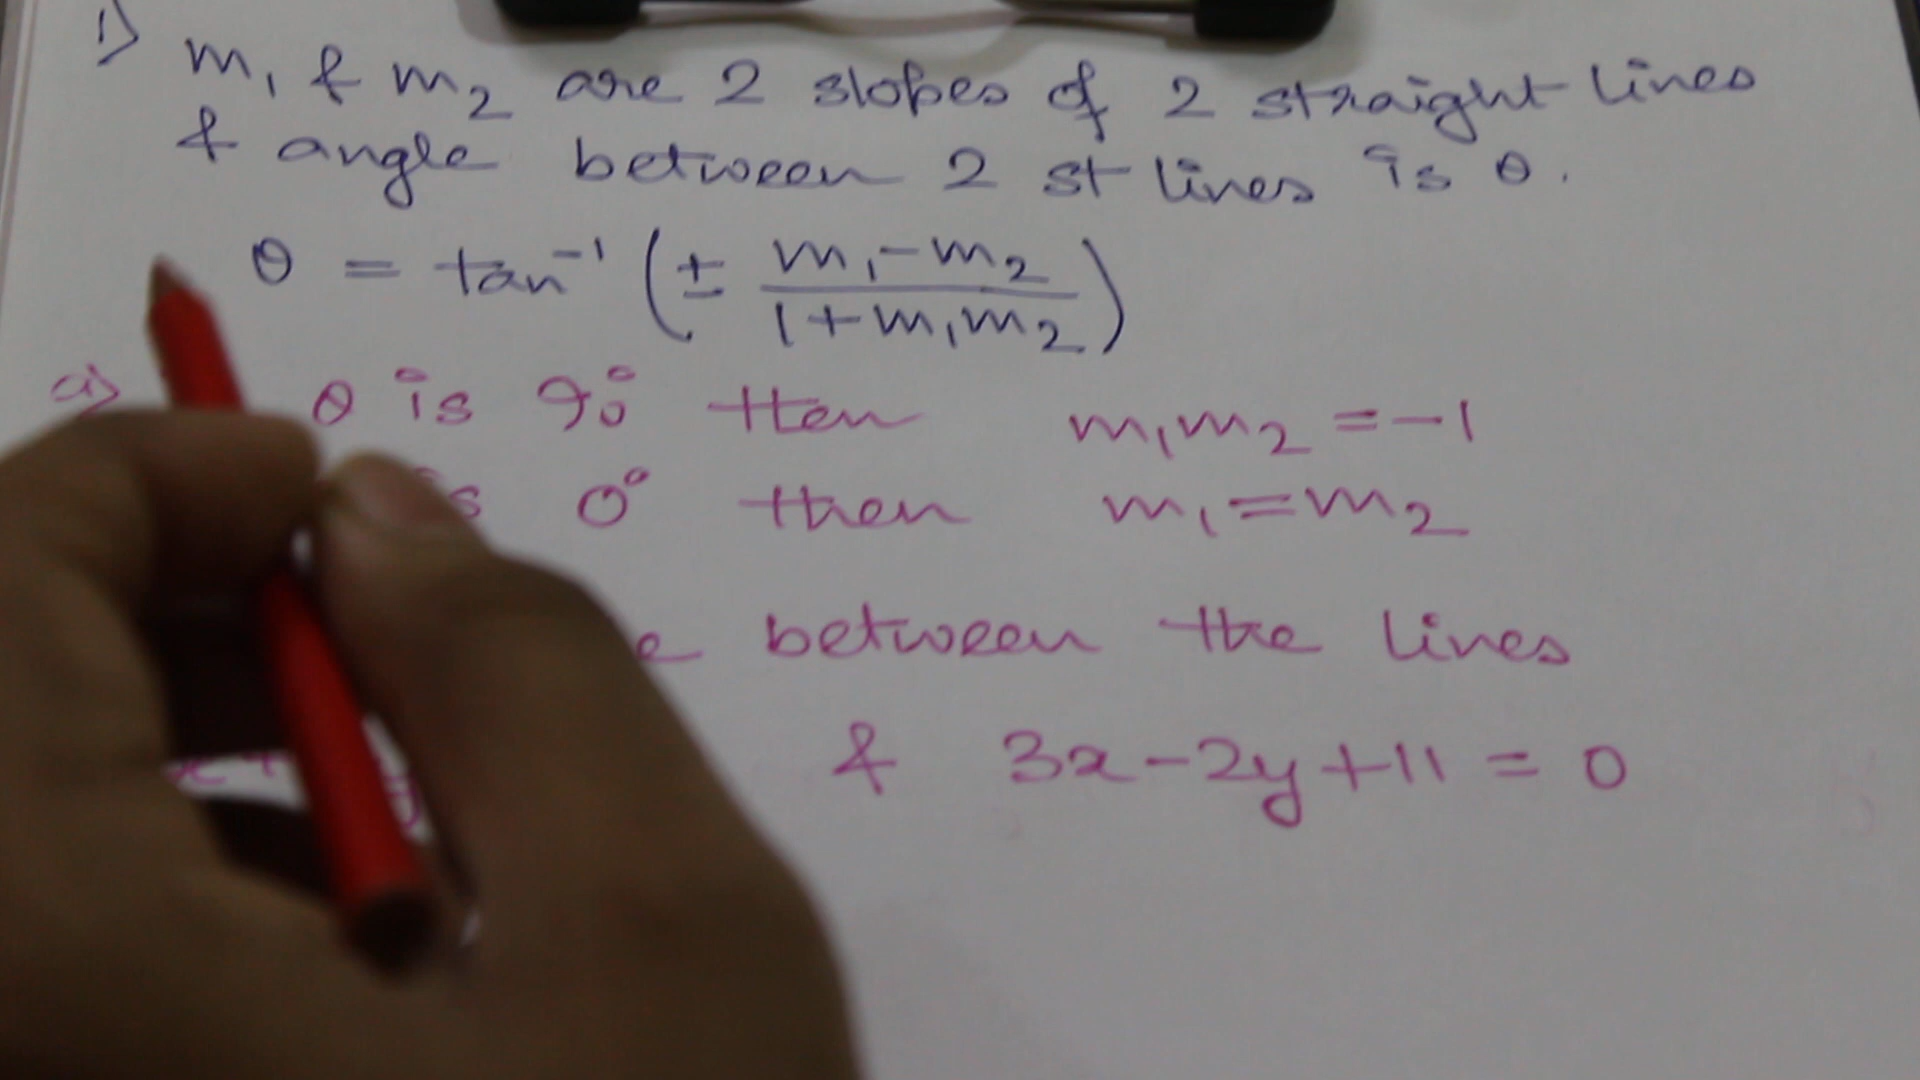 1) m₁ & m₂ are 2 slopes of 2 straight lines
& angle between 2 st lines is θ.
θ = tan⁻¹ (± (m₁-m₂)/(1+m₁m₂))
a) θ is 90° then m₁m₂ = -1
0° then m₁ = m₂
between the lines
& 3x-2y+11 = 0